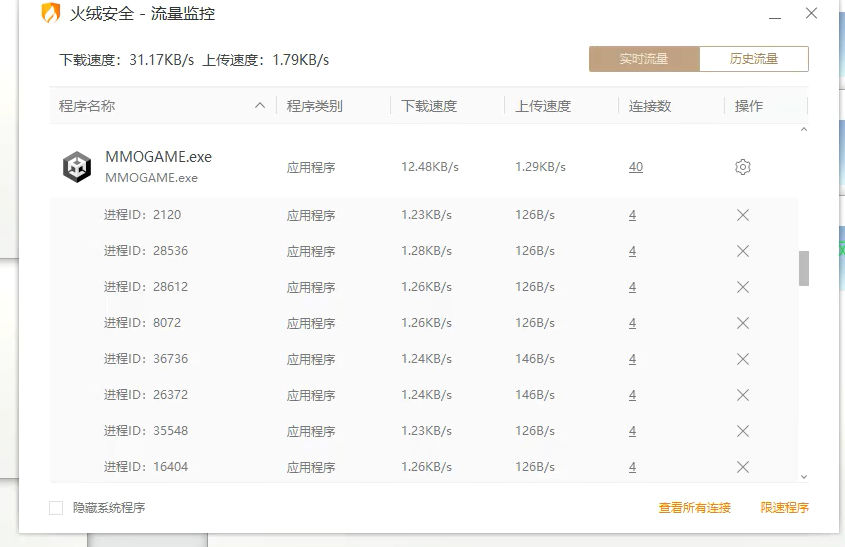 火绒安全 - 流量监控
下载速度：31.17KB/s 上传速度：1.79KB/s
实时流量 历史流量
程序名称 程序类别 下载速度 上传速度 连接数 操作
MMOGAME.exe
MMOGAME.exe
应用程序 12.48KB/s 1.29KB/s 40
进程ID：2120 应用程序 1.23KB/s 126B/s 4
进程ID：28536 应用程序 1.28KB/s 126B/s 4
进程ID：28612 应用程序 1.26KB/s 126B/s 4
进程ID：8072 应用程序 1.26KB/s 126B/s 4
进程ID：36736 应用程序 1.24KB/s 146B/s 4
进程ID：26372 应用程序 1.24KB/s 146B/s 4
进程ID：35548 应用程序 1.23KB/s 126B/s 4
进程ID：16404 应用程序 1.26KB/s 126B/s 4
隐藏系统程序 查看所有连接 限速程序